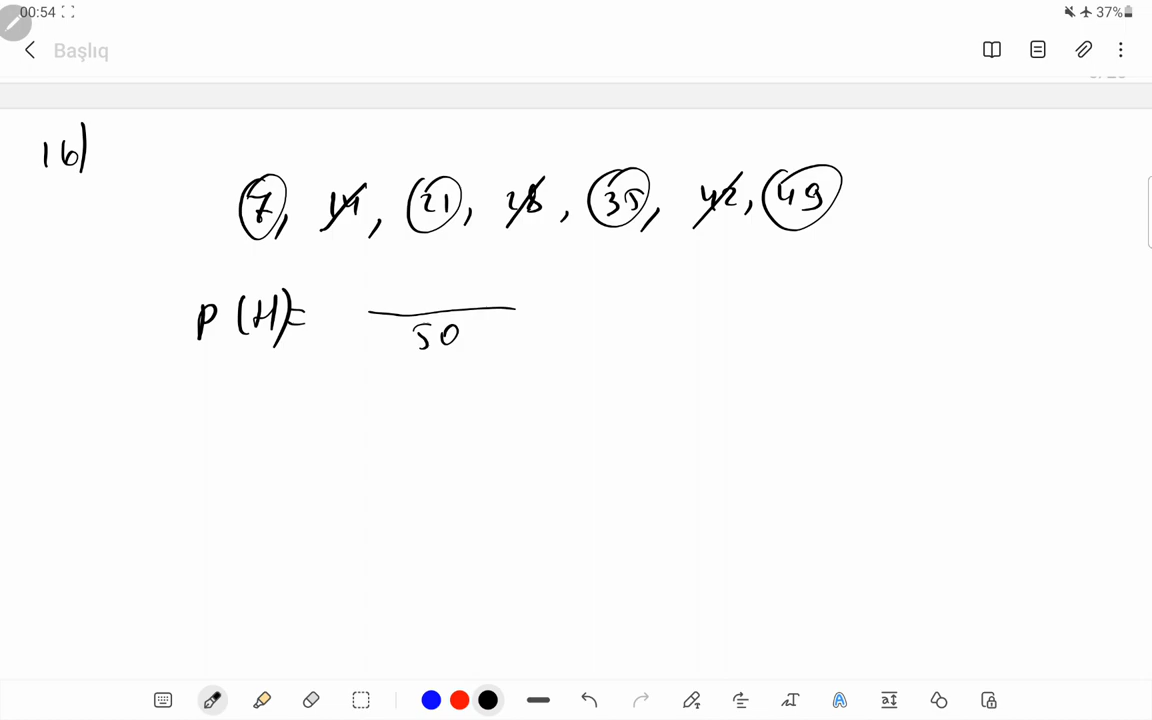 00:54
37%
Başlıq
16)
7, 14, 21, 28, 35, 42, 49
P(H)=
50